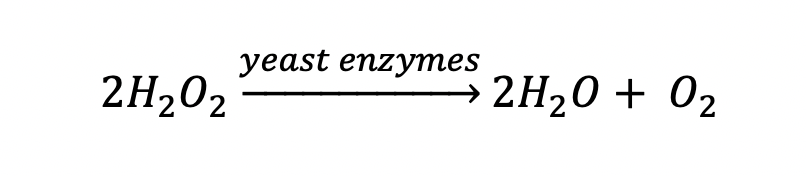 yeast enzymes
2H₂O₂ ⟶ 2H₂O + O₂